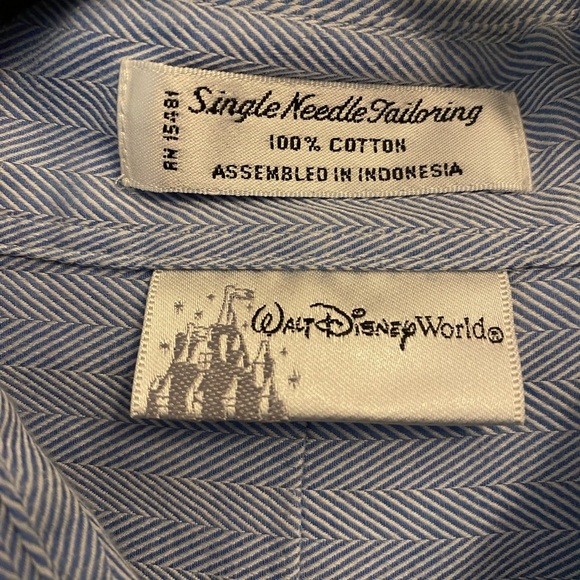 RN 15481
Single Needle Tailoring
100% COTTON
ASSEMBLED IN INDONESIA
WALT DISNEY World®